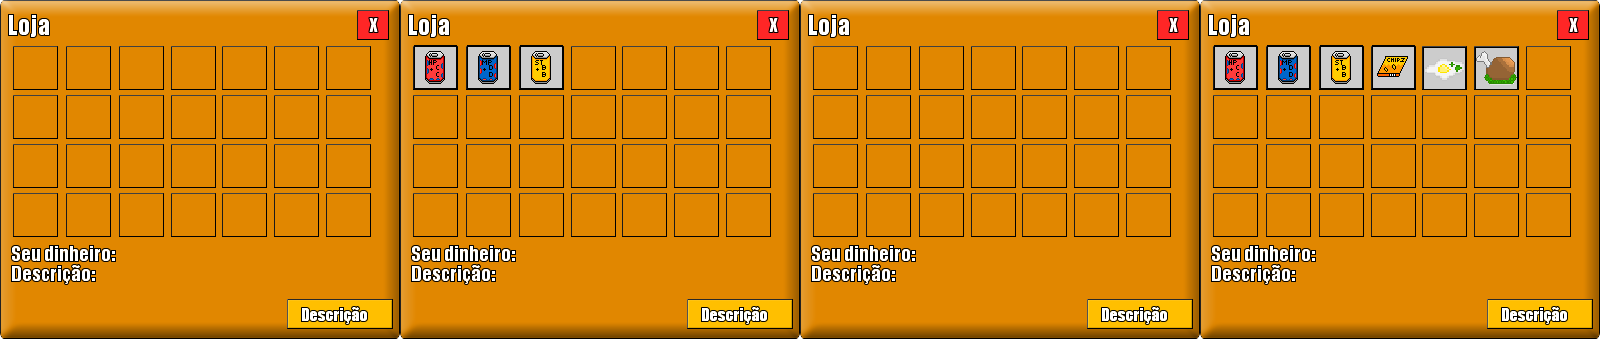 Loja X
Seu dinheiro:
Descrição:
Descrição
Loja X
Seu dinheiro:
Descrição:
Descrição
Loja X
Seu dinheiro:
Descrição:
Descrição
Loja X
CHIPZ
Seu dinheiro:
Descrição:
Descrição